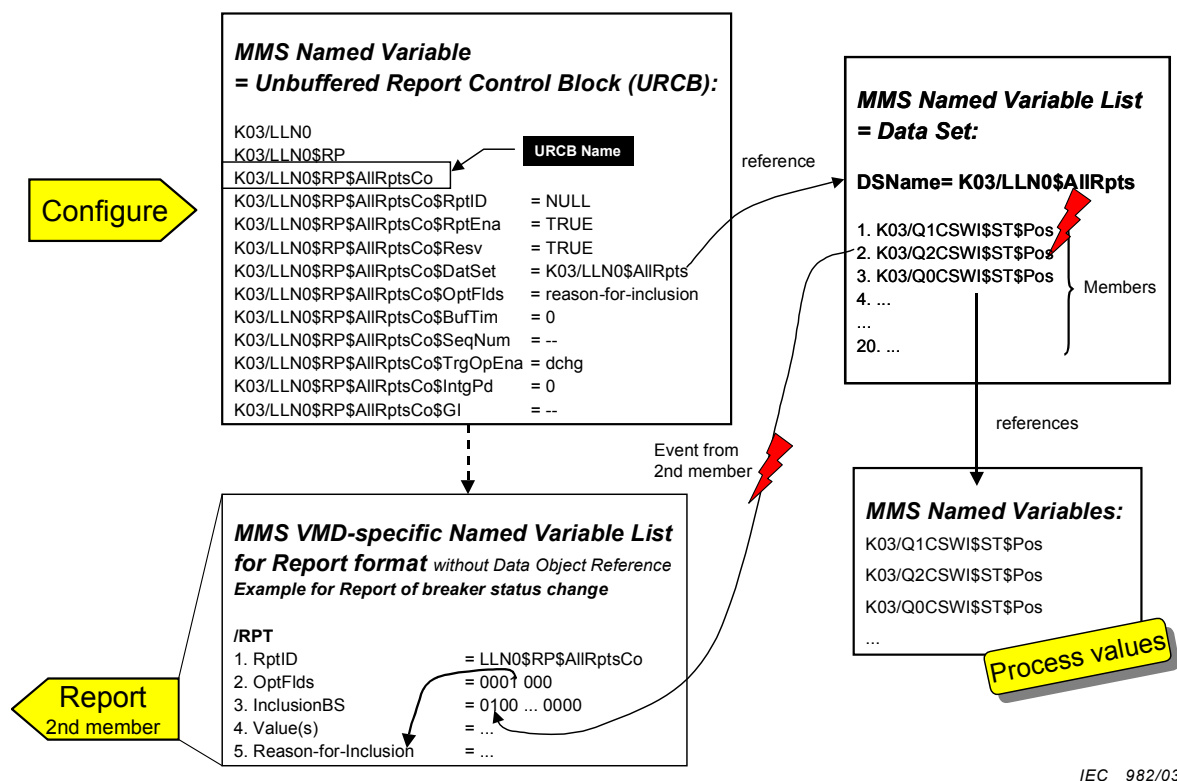 MMS Named Variable
= Unbuffered Report Control Block (URCB):
K03/LLN0
K03/LLN0$RP
K03/LLN0$RP$AllRptsCo
URCB Name
K03/LLN0$RP$AllRptsCo$RptID = NULL
K03/LLN0$RP$AllRptsCo$RptEna = TRUE
K03/LLN0$RP$AllRptsCo$Resv = TRUE
K03/LLN0$RP$AllRptsCo$DatSet = K03/LLN0$AllRpts
K03/LLN0$RP$AllRptsCo$OptFlds = reason-for-inclusion
K03/LLN0$RP$AllRptsCo$BufTim = 0
K03/LLN0$RP$AllRptsCo$SeqNum = --
K03/LLN0$RP$AllRptsCo$TrgOpEna = dchg
K03/LLN0$RP$AllRptsCo$IntgPd = 0
K03/LLN0$RP$AllRptsCo$GI = --
Configure
reference
MMS Named Variable List
= Data Set:
DSName= K03/LLN0$AllRpts
1. K03/Q1CSWI$ST$Pos
2. K03/Q2CSWI$ST$Pos
3. K03/Q0CSWI$ST$Pos
4. ...
...
20. ...
Members
references
Event from
2nd member
MMS Named Variables:
K03/Q1CSWI$ST$Pos
K03/Q2CSWI$ST$Pos
K03/Q0CSWI$ST$Pos
...
Process values
MMS VMD-specific Named Variable List
for Report format without Data Object Reference
Example for Report of breaker status change
/RPT
1. RptID = LLN0$RP$AllRptsCo
2. OptFlds = 0001 000
3. InclusionBS = 0100 ... 0000
4. Value(s) = ...
5. Reason-for-Inclusion = ...
Report
2nd member
IEC 982/03